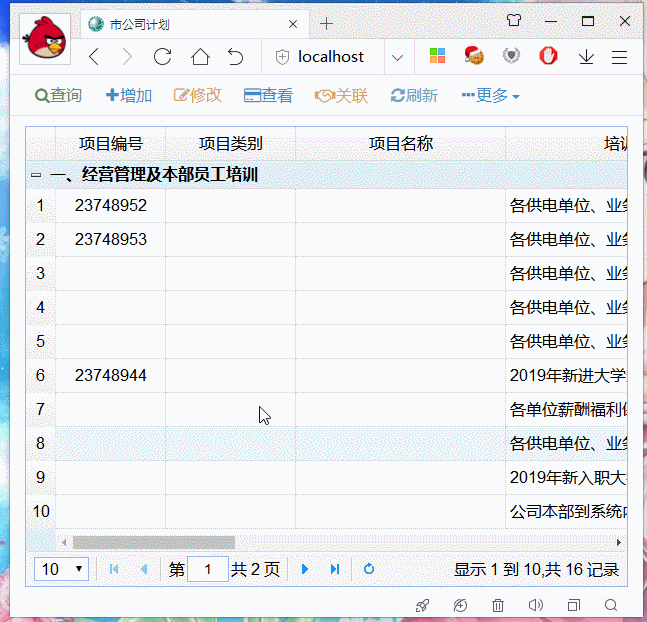 市公司计划
localhost
查询 增加 修改 查看 关联 刷新 更多
项目编号 项目类别 项目名称 培训
一、经营管理及本部员工培训
1 23748952 各供电单位、业务
2 23748953 各供电单位、业务
3 各供电单位、业务
4 各供电单位、业务
5 各供电单位、业务
6 23748944 2019年新进大学
7 各单位薪酬福利
8 各供电单位、业务
9 2019年新入职大
10 公司本部到系统
10 第 1 共2页 显示 1 到 10,共 16 记录